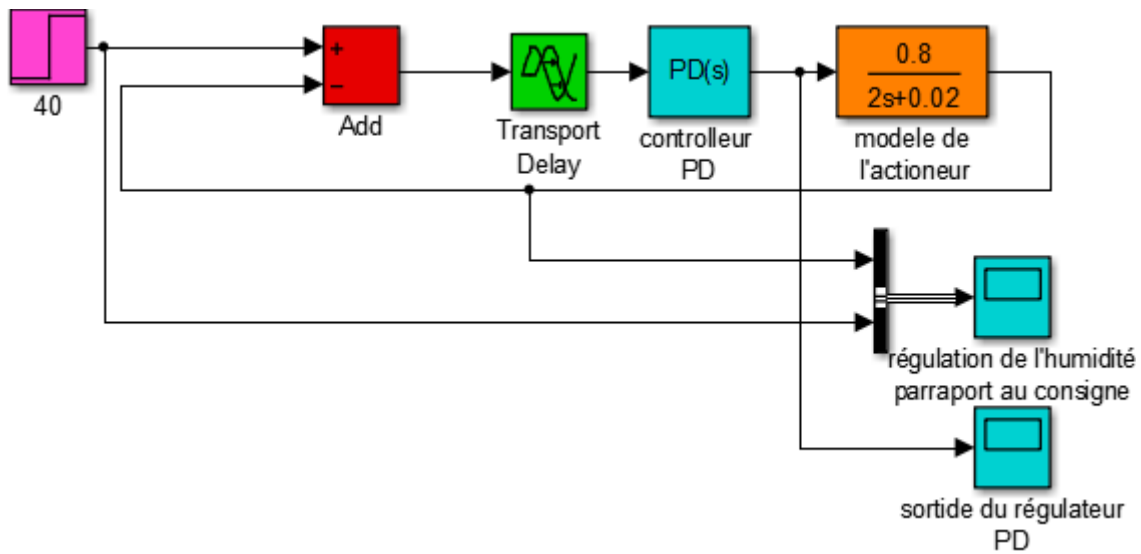 40
+
−
Add
Transport
Delay
PD(s)
controlleur
PD
0.8
2s+0.02
modele de
l'actioneur
régulation de l'humidité
parraport au consigne
sortide du régulateur
PD